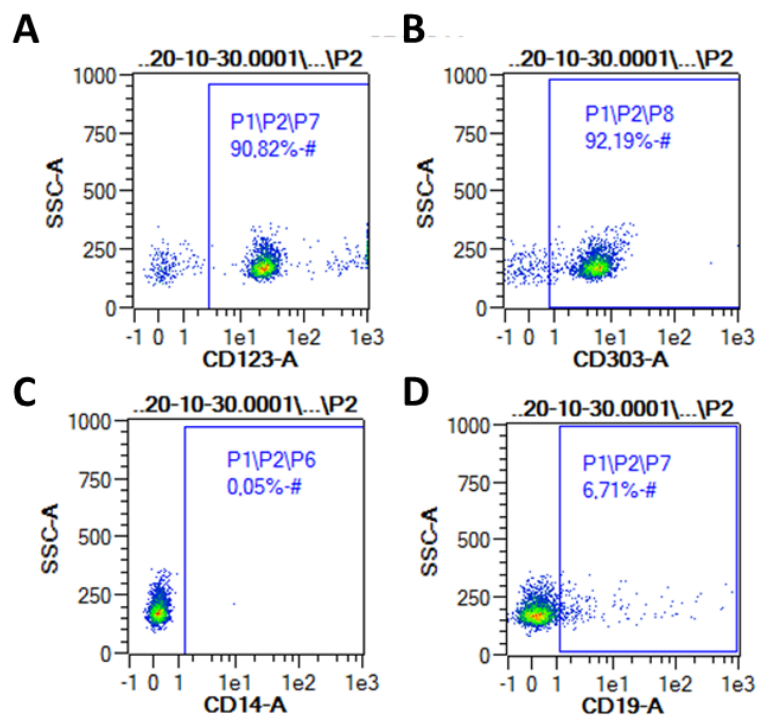 A
..20-10-30.0001\...\P2
1000
750
500
250
0
SSC-A
P1\P2\P7
90,82%-#
-1 0 1 1e1 1e2 1e3
CD123-A
B
..20-10-30.0001\...\P2
1000
750
500
250
0
SSC-A
P1\P2\P8
92,19%-#
-1 0 1 1e1 1e2 1e3
CD303-A
C
..20-10-30.0001\...\P2
1000
750
500
250
0
SSC-A
P1\P2\P6
0,05%-#
-1 0 1 1e1 1e2 1e3
CD14-A
D
..20-10-30.0001\...\P2
1000
750
500
250
0
SSC-A
P1\P2\P7
6,71%-#
-1 0 1 1e1 1e2 1e3
CD19-A